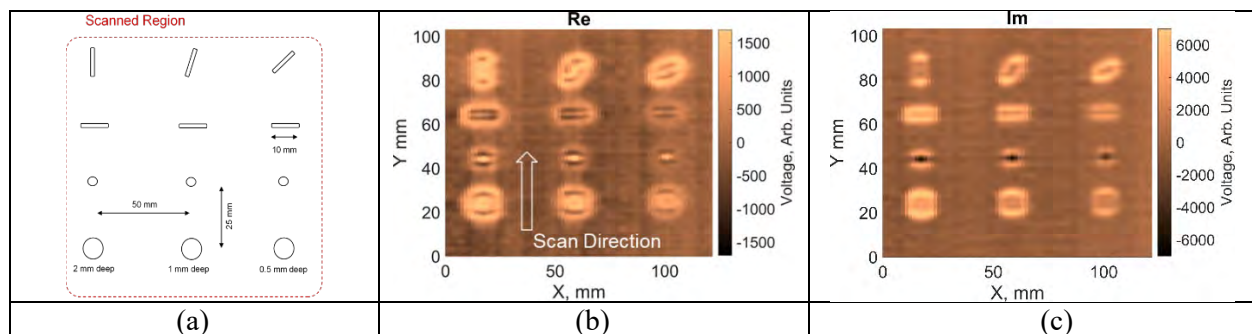 Scanned Region
10 mm
50 mm
25 mm
2 mm deep
1 mm deep
0.5 mm deep
(a)
Re
100
80
60
40
20
0
Y mm
0
50
100
X, mm
Scan Direction
1500
1000
500
0
-500
-1000
-1500
Voltage, Arb. Units
(b)
Im
100
80
60
40
20
0
Y mm
0
50
100
X, mm
6000
4000
2000
0
-2000
-4000
-6000
Voltage, Arb. Units
(c)